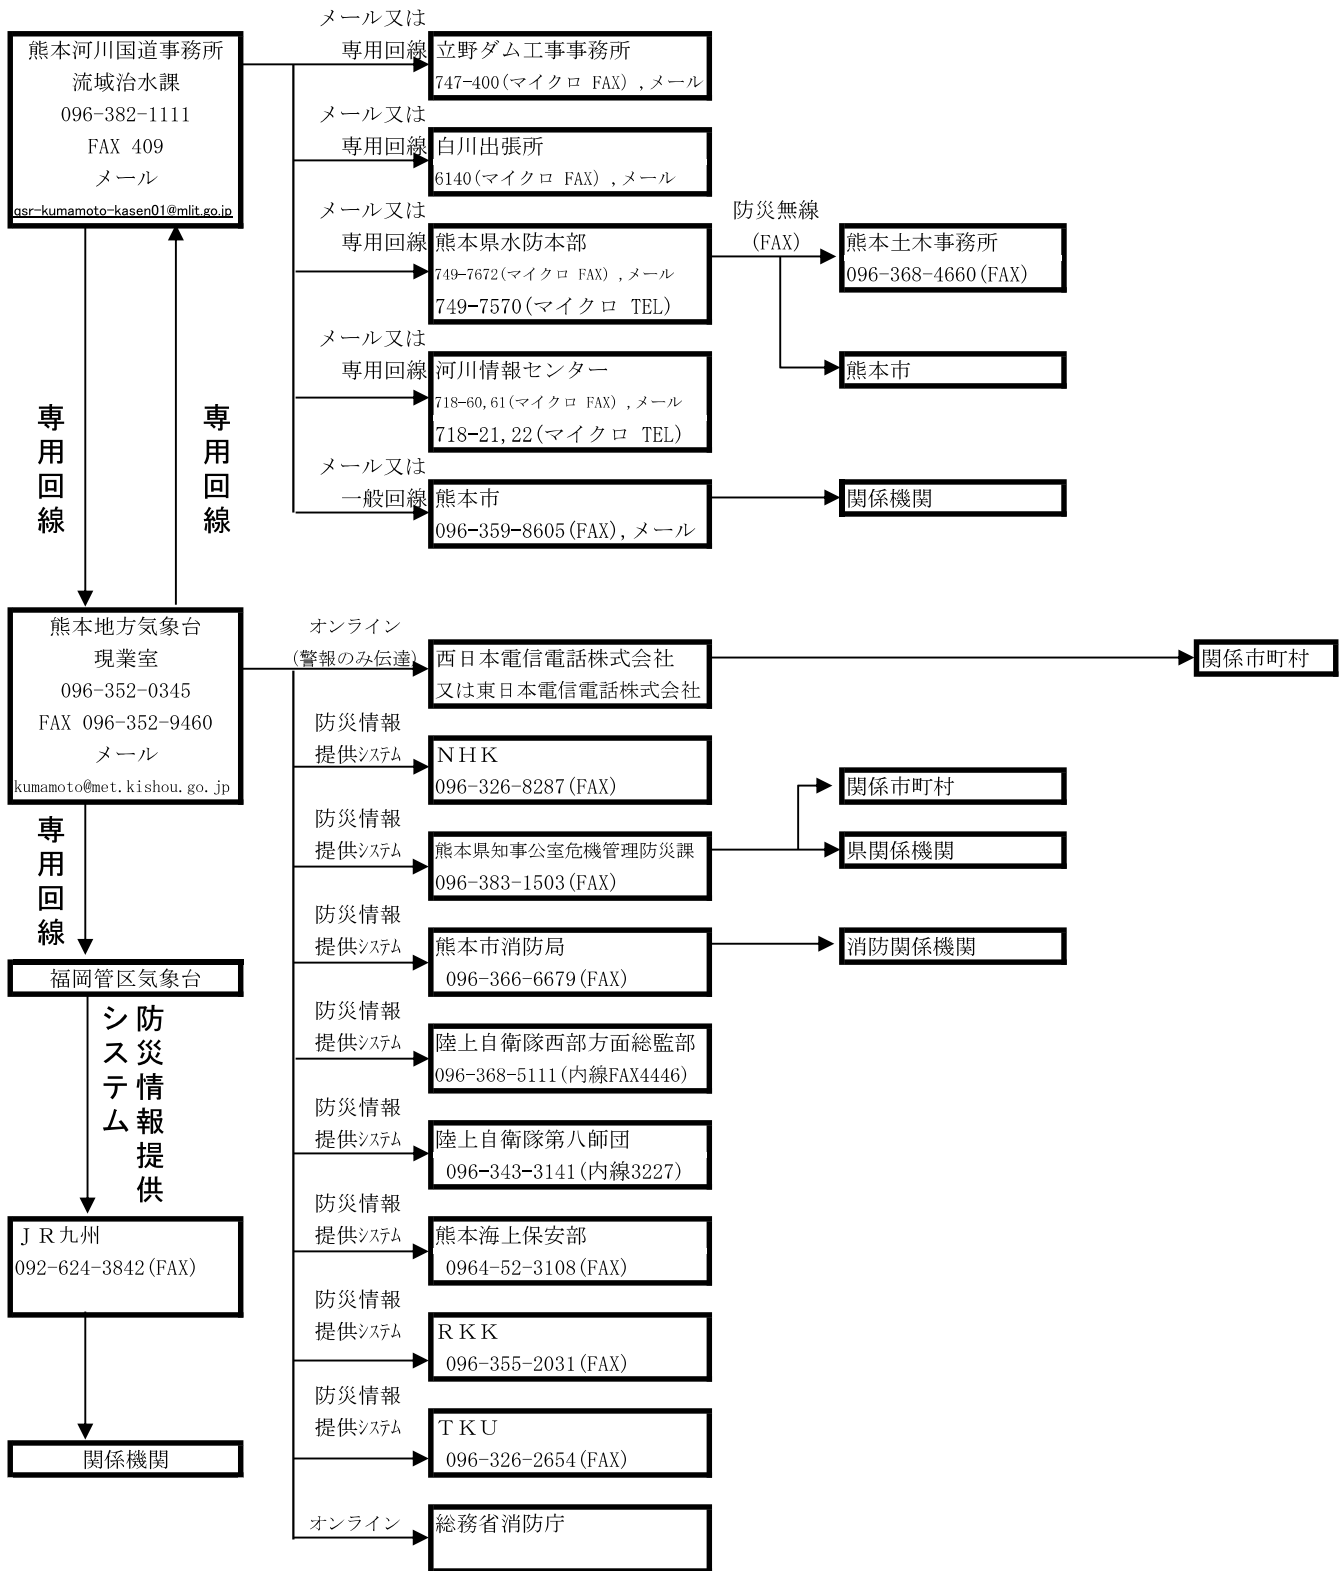 熊本河川国道事務所
流域治水課
096-382-1111
FAX 409
メール
qsr-kumamoto-kasen01@mlit.go.jp
メール又は
専用回線
立野ダム工事事務所
747-400(マイクロ FAX) ,メール
メール又は
専用回線
白川出張所
6140(マイクロ FAX) ,メール
メール又は
専用回線
熊本県水防本部
749-7672(マイクロ FAX) ,メール
749-7570(マイクロ TEL)
防災無線
(FAX)
熊本土木事務所
096-368-4660(FAX)
熊本市
メール又は
専用回線
河川情報センター
718-60,61(マイクロ FAX) ,メール
718-21,22(マイクロ TEL)
メール又は
一般回線
熊本市
096-359-8605(FAX),メール
関係機関
専用回線
専用回線
熊本地方気象台
現業室
096-352-0345
FAX 096-352-9460
メール
kumamoto@met.kishou.go.jp
オンライン
(警報のみ伝達)
西日本電信電話株式会社
又は東日本電信電話株式会社
関係市町村
防災情報
提供システム
NHK
096-326-8287(FAX)
防災情報
提供システム
熊本県知事公室危機管理防災課
096-383-1503(FAX)
関係市町村
県関係機関
防災情報
提供システム
熊本市消防局
096-366-6679(FAX)
消防関係機関
防災情報
提供システム
陸上自衛隊西部方面総監部
096-368-5111(内線FAX4446)
防災情報
提供システム
陸上自衛隊第八師団
096-343-3141(内線3227)
防災情報
提供システム
熊本海上保安部
0964-52-3108(FAX)
防災情報
提供システム
RKK
096-355-2031(FAX)
防災情報
提供システム
TKU
096-326-2654(FAX)
オンライン
総務省消防庁
専用回線
福岡管区気象台
防災情報提供
システム
JR九州
092-624-3842(FAX)
関係機関